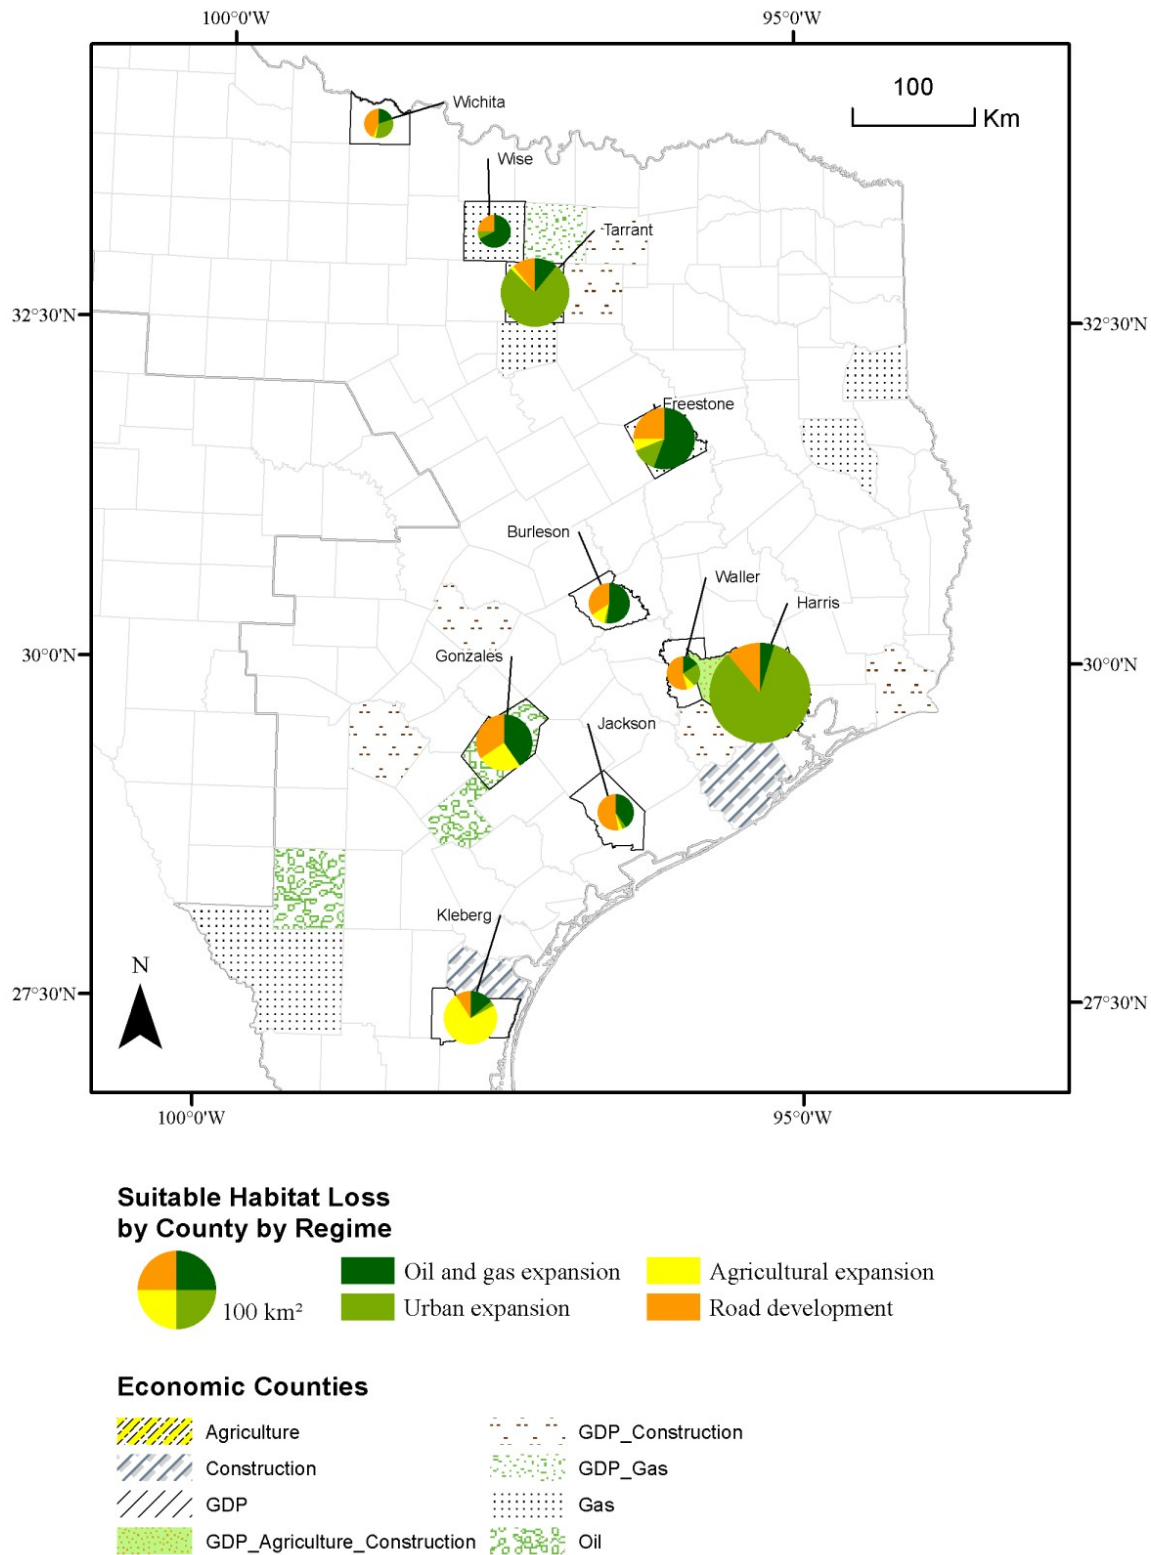 100°0'W 95°0'W
100
Km
Wichita
Wise
Tarrant
32°30'N 32°30'N
Freestone
Burleson
Waller
Harris
30°0'N 30°0'N
Gonzales
Jackson
Kleberg
N
27°30'N 27°30'N
100°0'W 95°0'W
Suitable Habitat Loss
by County by Regime
100 km²
Oil and gas expansion Agricultural expansion
Urban expansion Road development
Economic Counties
Agriculture GDP_Construction
Construction GDP_Gas
GDP Gas
GDP_Agriculture_Construction Oil